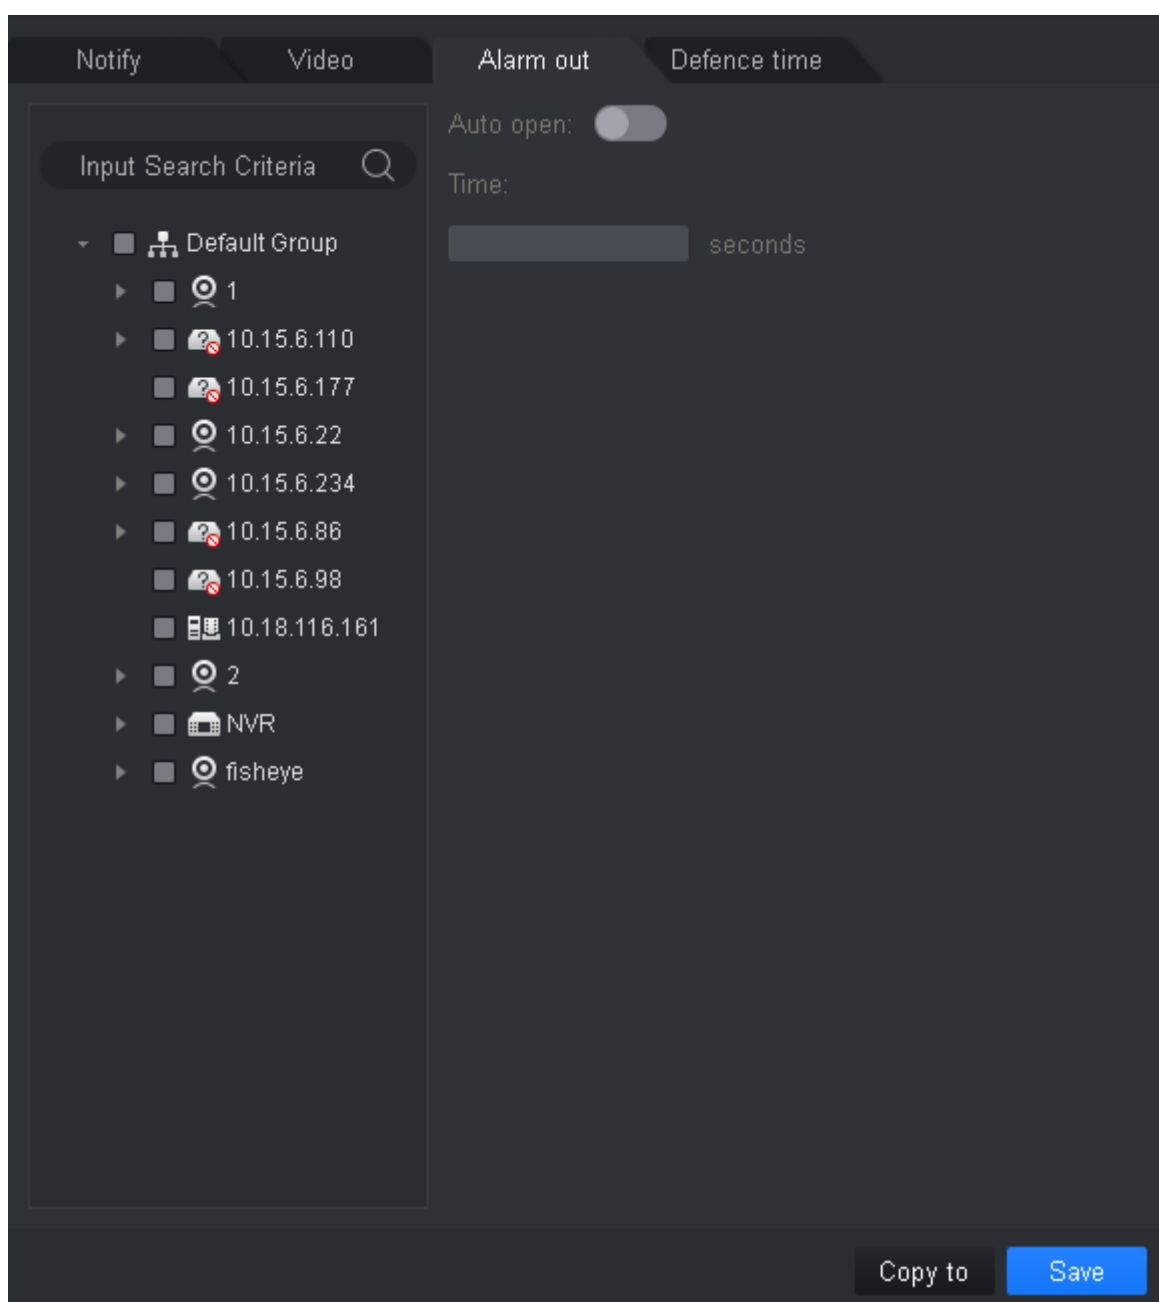 Notify Video Alarm out Defence time
Auto open:
Input Search Criteria
Time:
seconds
Default Group
1
10.15.6.110
10.15.6.177
10.15.6.22
10.15.6.234
10.15.6.86
10.15.6.98
10.18.116.161
2
NVR
fisheye
Copy to Save